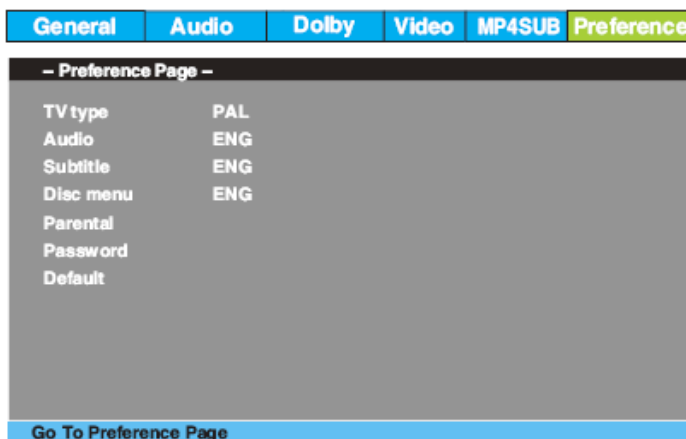 General Audio Dolby Video MP4SUB Preference
– Preference Page –
TV type PAL
Audio ENG
Subtitle ENG
Disc menu ENG
Parental
Password
Default
Go To Preference Page